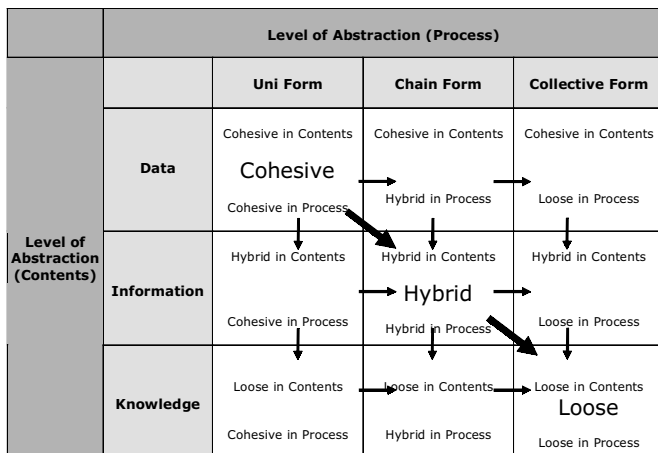 Level of Abstraction (Process)
Uni Form Chain Form Collective Form
Cohesive in Contents Cohesive in Contents Cohesive in Contents
Data
Cohesive
Cohesive in Process Hybrid in Process Loose in Process
Level of
Abstraction
(Contents)
Hybrid in Contents Hybrid in Contents Hybrid in Contents
Information
Hybrid
Cohesive in Process Hybrid in Process Loose in Process
Loose in Contents Loose in Contents Loose in Contents
Knowledge
Loose
Cohesive in Process Hybrid in Process Loose in Process